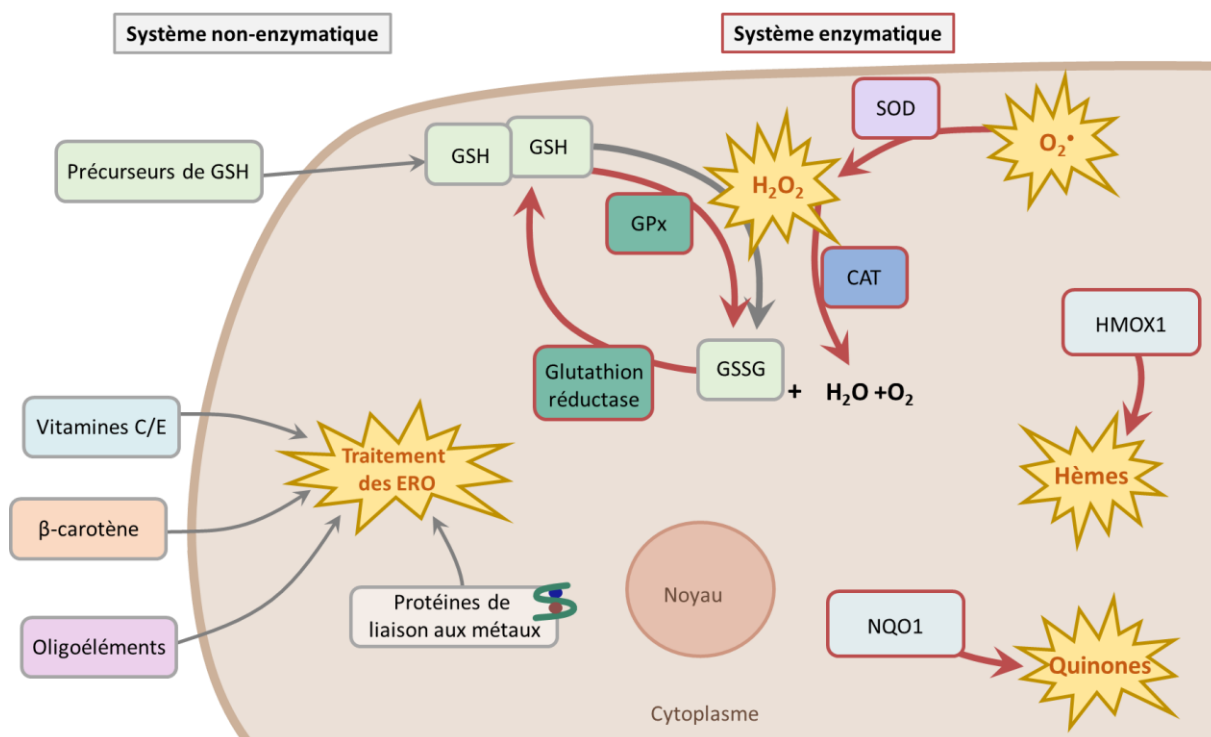 Système non-enzymatique
Système enzymatique
SOD
O₂•
GSH
GSH
Précurseurs de GSH
H₂O₂
GPx
CAT
HMOX1
Glutathion
réductase
GSSG
+
H₂O +O₂
Vitamines C/E
Traitement
des ERO
Hèmes
β-carotène
Protéines de
liaison aux métaux
Noyau
NQO1
Oligoéléments
Quinones
Cytoplasme